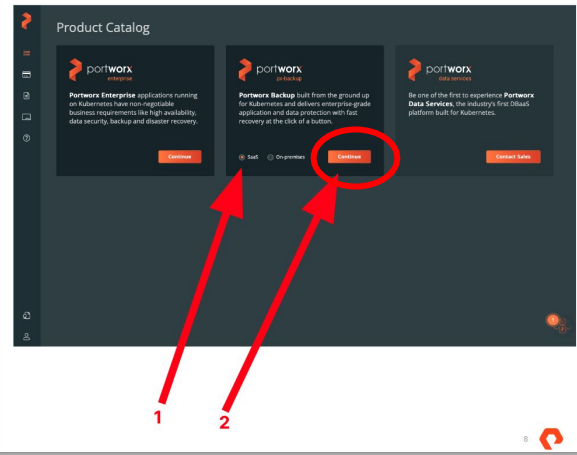 Product Catalog
portworx
enterprise
Portworx Enterprise applications running
on Kubernetes have non-negotiable
business requirements like high availability,
data security, backup and disaster recovery.
Continue
portworx
px-backup
Portworx Backup built from the ground up
for Kubernetes and delivers enterprise-grade
application and data protection with fast
recovery at the click of a button.
SaaS
On-premises
Continue
portworx
data services
Be one of the first to experience Portworx
Data Services, the industry's first DBaaS
platform built for Kubernetes.
Contact Sales
1
1
2
8